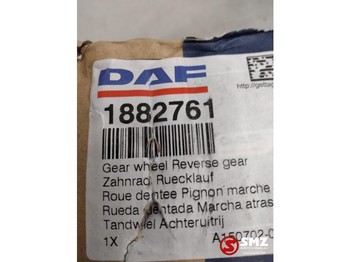 DAF
1882761
Gear wheel Reverse gear
Zahnrad Ruecklauf
Roue dentee Pignon marche
Rueda dentada Marcha atras
Tandwiel Achteruitrij
1X
SMZ